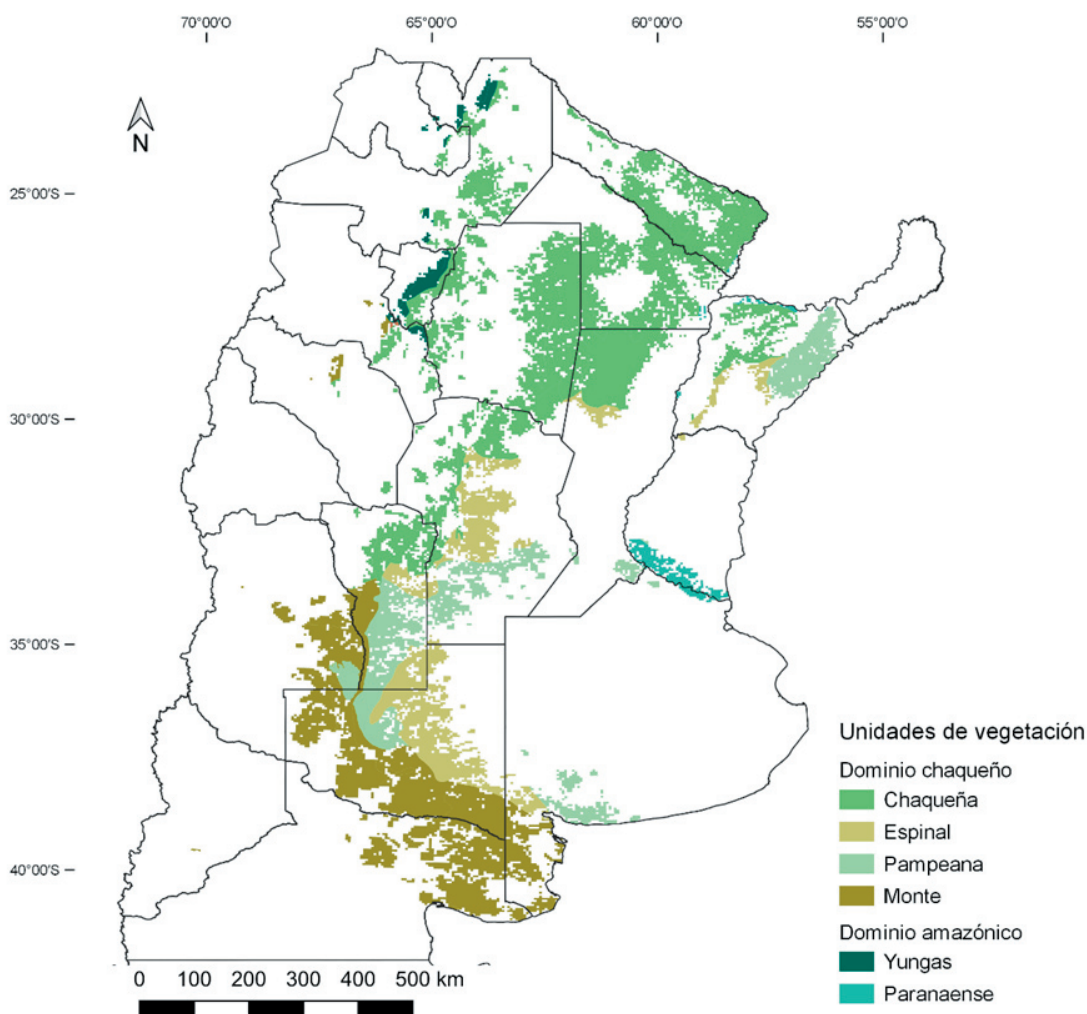 70°00'O 65°00'O 60°00'O 55°00'O
N
25°00'S
30°00'S
35°00'S
40°00'S
Unidades de vegetación
Dominio chaqueño
Chaqueña
Espinal
Pampeana
Monte
Dominio amazónico
Yungas
Paranaense
0 100 200 300 400 500 km